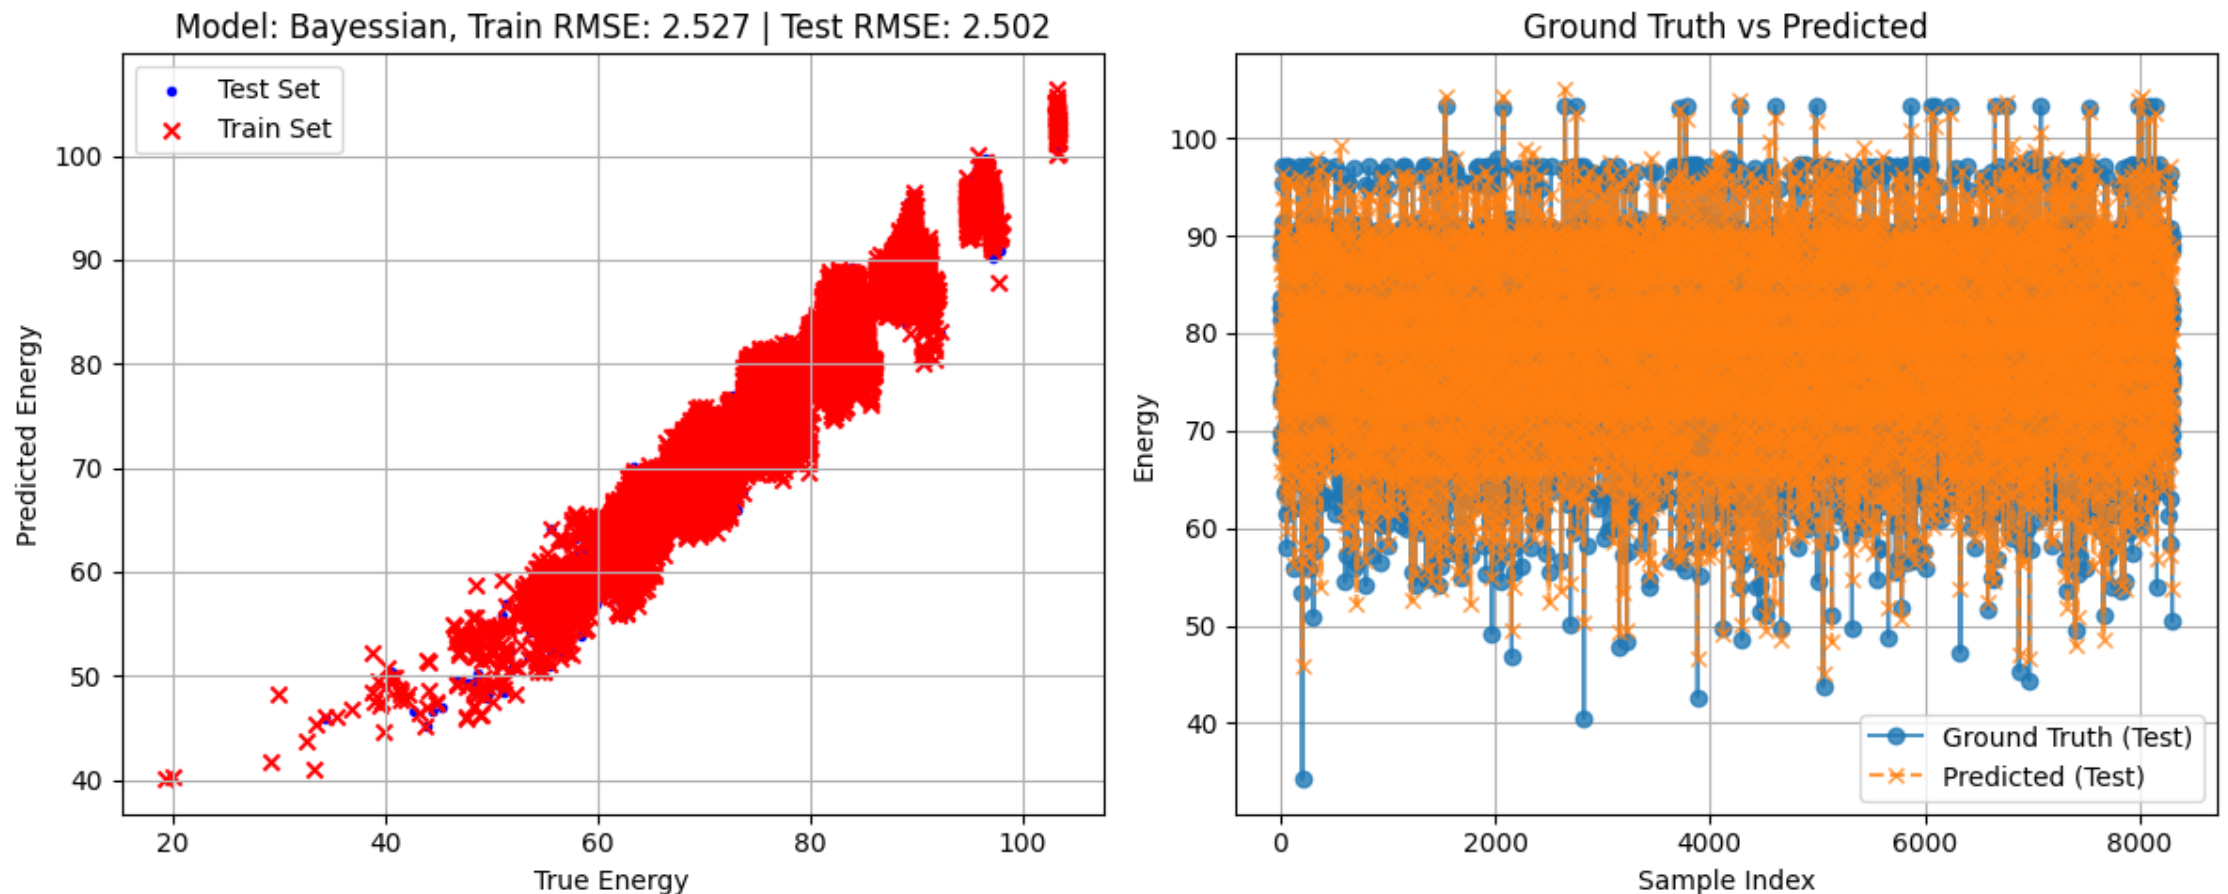 Model: Bayessian, Train RMSE: 2.527 | Test RMSE: 2.502
Test Set
Train Set
100
90
80
70
60
50
40
20
40
60
80
100
Predicted Energy
True Energy
Ground Truth vs Predicted
100
90
80
70
60
50
40
0
2000
4000
6000
8000
Energy
Sample Index
Ground Truth (Test)
Predicted (Test)